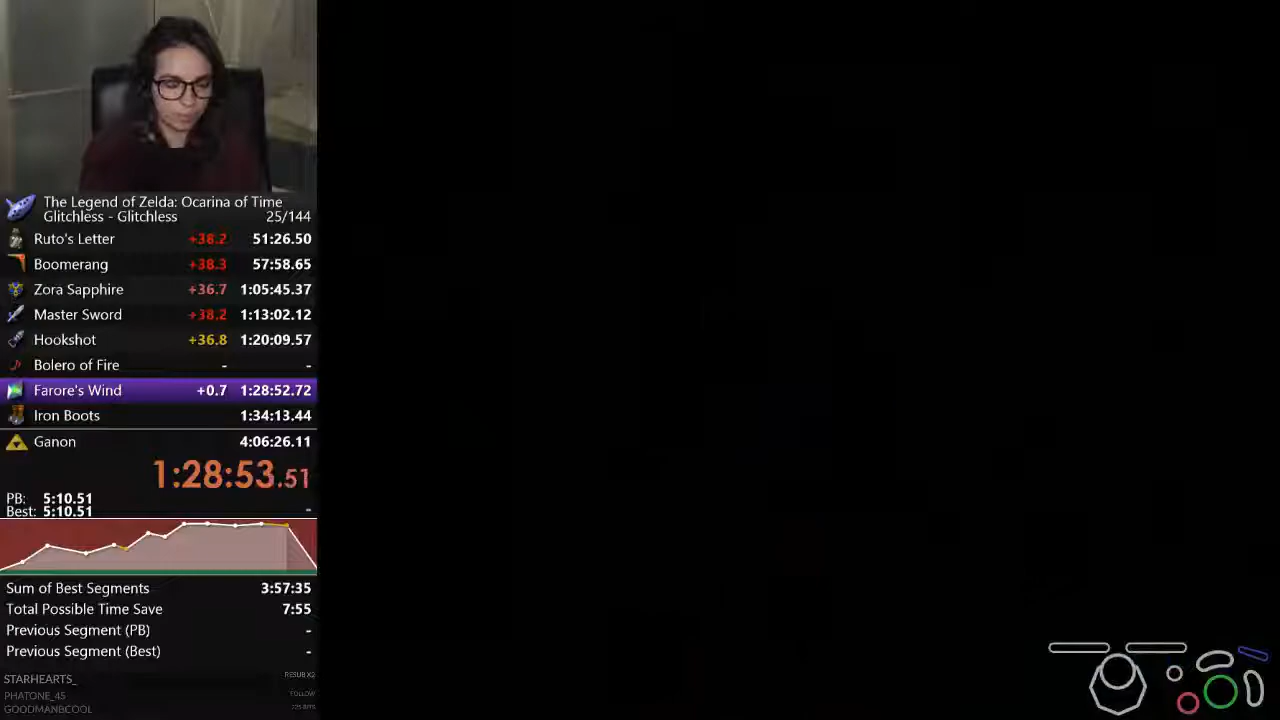 The Legend of Zelda: Ocarina of Time
Glitchless - Glitchless 25/144
Ruto's Letter +38.2 51:26.50
Boomerang +38.3 57:58.65
Zora Sapphire +36.7 1:05:45.37
Master Sword +38.2 1:13:02.12
Hookshot +36.8 1:20:09.57
Bolero of Fire - -
Farore's Wind +0.7 1:28:52.72
Iron Boots 1:34:13.44
Ganon 4:06:26.11
1:28:53.51
PB: 5:10.51
Best: 5:10.51 -
Sum of Best Segments 3:57:35
Total Possible Time Save 7:55
Previous Segment (PB) -
Previous Segment (Best) -
STARHEARTS_ RESUB X2
PHATONE_45 FOLLOW
GOODMANBCOOL 225 BITS